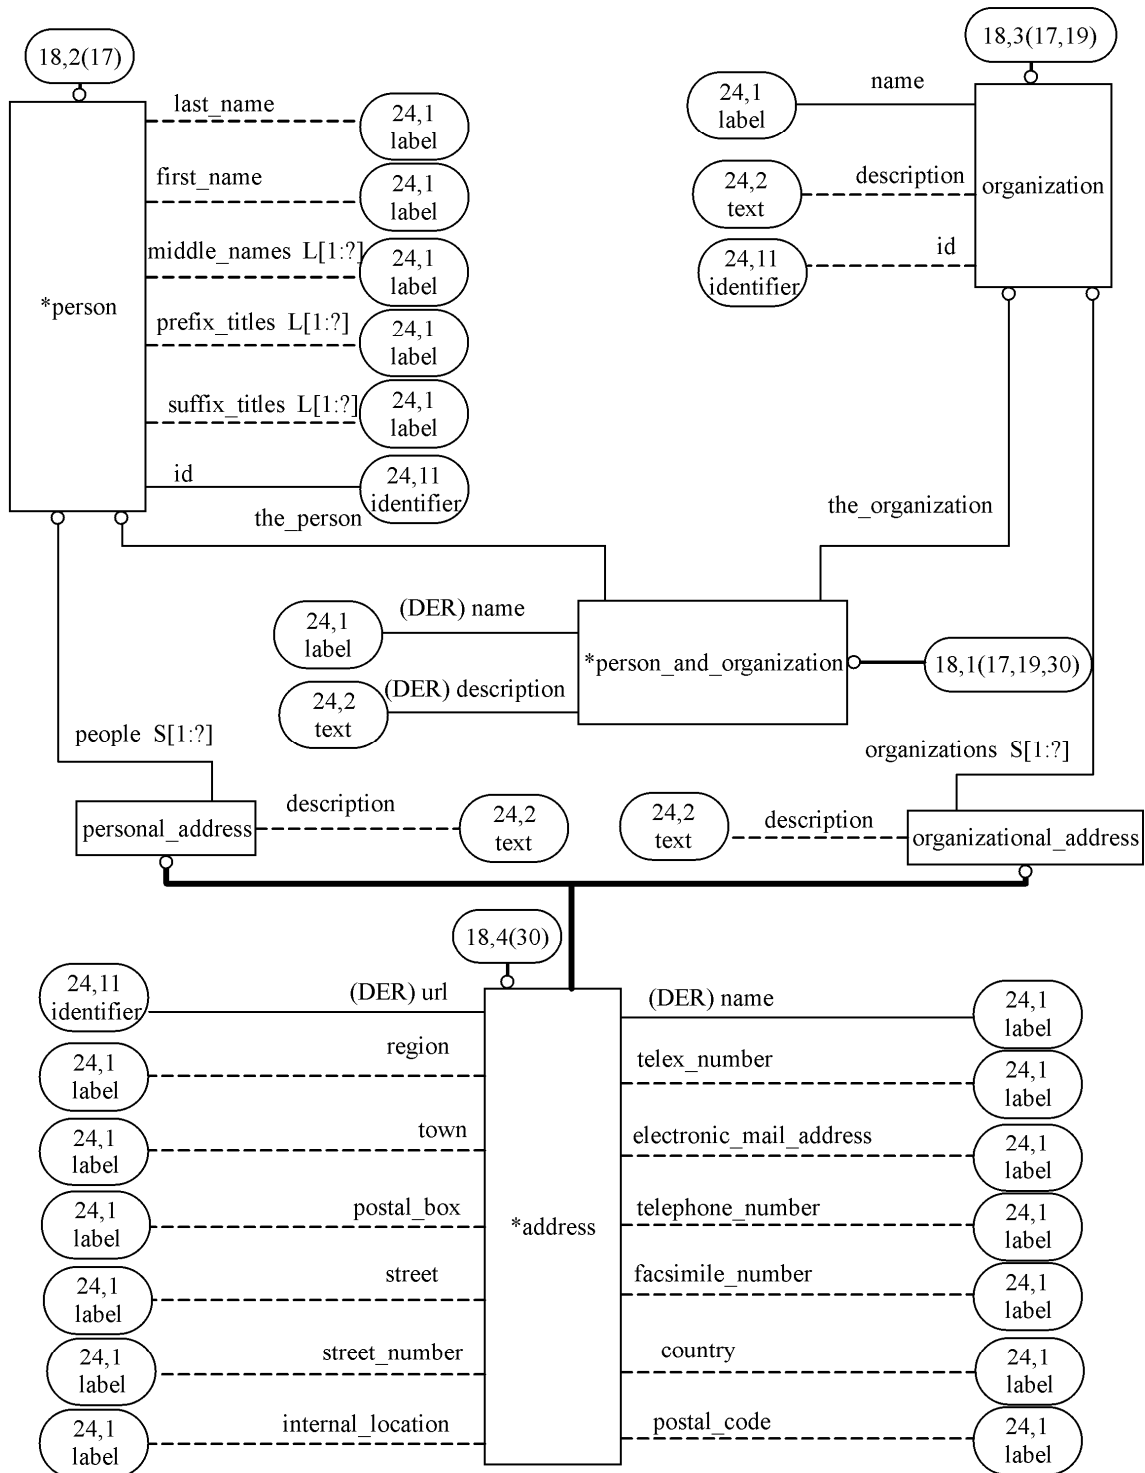 18,2(17)
18,3(17,19)
last_name
24,1
label
first_name
24,1
label
middle_names L[1:?]
24,1
label
*person
prefix_titles L[1:?]
24,1
label
suffix_titles L[1:?]
24,1
label
id
24,11
identifier
name
24,1
label
description
24,2
text
organization
id
24,11
identifier
the_person
the_organization
(DER) name
24,1
label
*person_and_organization
18,1(17,19,30)
(DER) description
24,2
text
people S[1:?]
organizations S[1:?]
personal_address
description
24,2
text
24,2
text
description
organizational_address
18,4(30)
24,11
identifier
(DER) url
region
24,1
label
town
24,1
label
postal_box
24,1
label
street
24,1
label
street_number
24,1
label
internal_location
24,1
label
*address
(DER) name
24,1
label
telex_number
24,1
label
electronic_mail_address
24,1
label
telephone_number
24,1
label
facsimile_number
24,1
label
country
24,1
label
postal_code
24,1
label